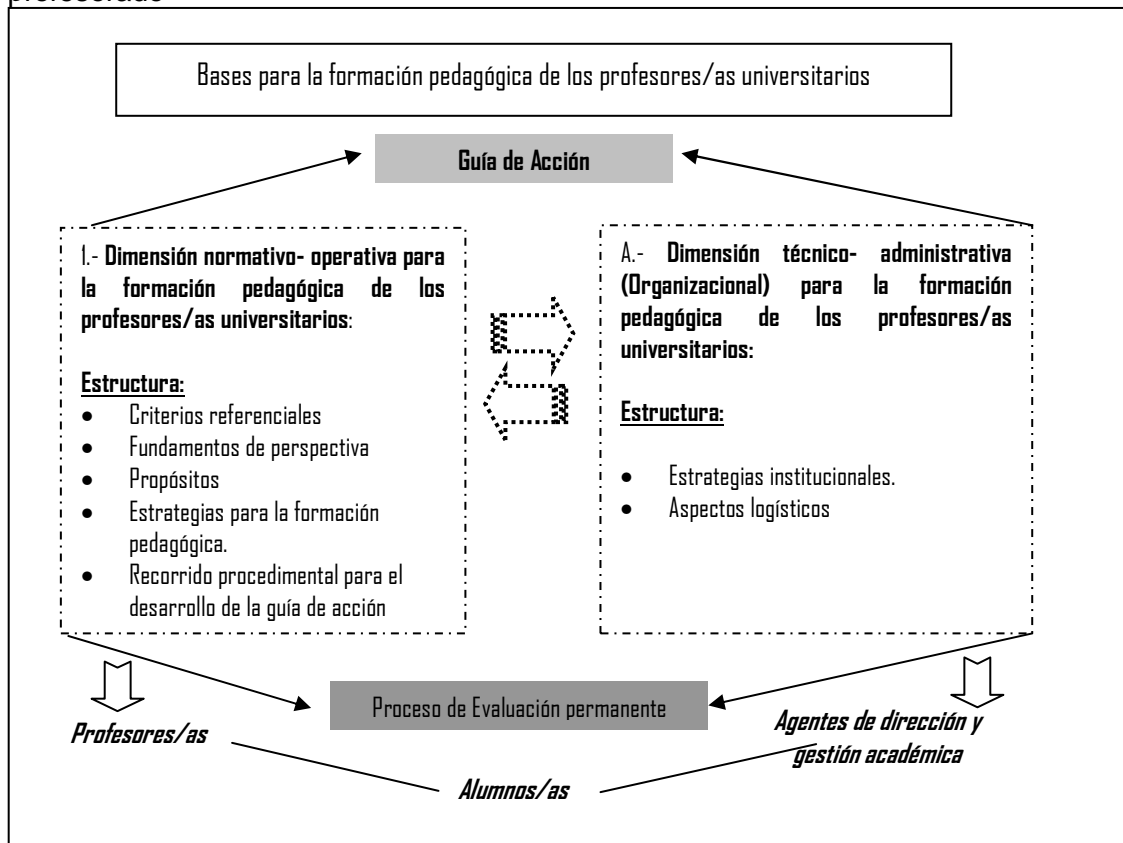 profesorado
Bases para la formación pedagógica de los profesores/as universitarios
Guía de Acción
1.- Dimensión normativo- operativa para
la formación pedagógica de los
profesores/as universitarios:
Estructura:
• Criterios referenciales
• Fundamentos de perspectiva
• Propósitos
• Estrategias para la formación
pedagógica.
• Recorrido procedimental para el
desarrollo de la guía de acción
A.- Dimensión técnico- administrativa
(Organizacional) para la formación
pedagógica de los profesores/as
universitarios:
Estructura:
• Estrategias institucionales.
• Aspectos logísticos
Proceso de Evaluación permanente
Profesores/as
Agentes de dirección y
gestión académica
Alumnos/as